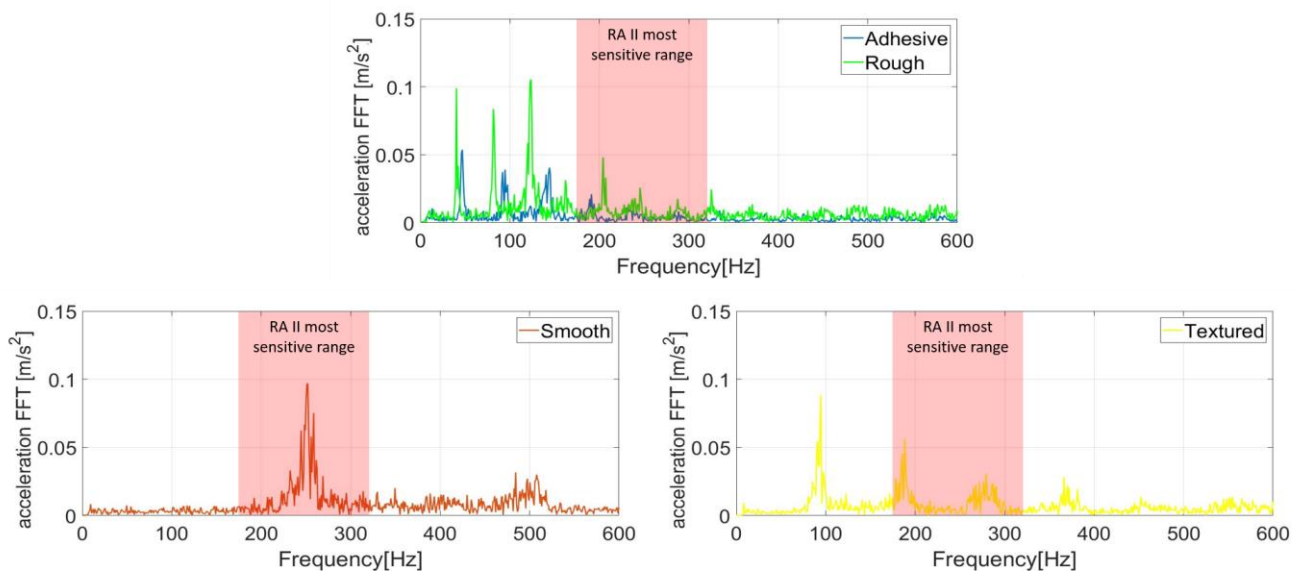 0.15
0.1
0.05
0
acceleration FFT [m/s²]
RA II most
sensitive range
Adhesive
Rough
0 100 200 300 400 500 600
Frequency[Hz]
0.15
0.1
0.05
0
acceleration FFT [m/s²]
RA II most
sensitive range
Smooth
0 100 200 300 400 500 600
Frequency[Hz]
0.15
0.1
0.05
0
acceleration FFT [m/s²]
RA II most
sensitive range
Textured
0 100 200 300 400 500 600
Frequency[Hz]